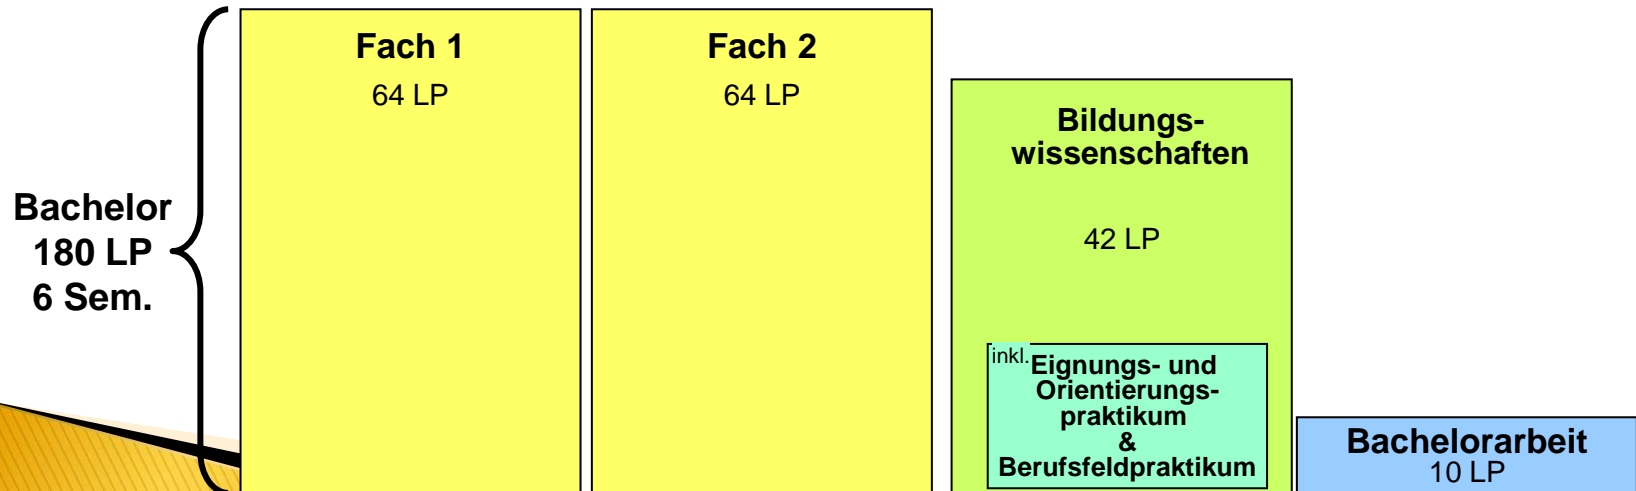 Bachelor
180 LP
6 Sem.
Fach 1
64 LP
Fach 2
64 LP
Bildungs-
wissenschaften
42 LP
inkl. Eignungs- und
Orientierungs-
praktikum
&
Berufsfeldpraktikum
Bachelorarbeit
10 LP